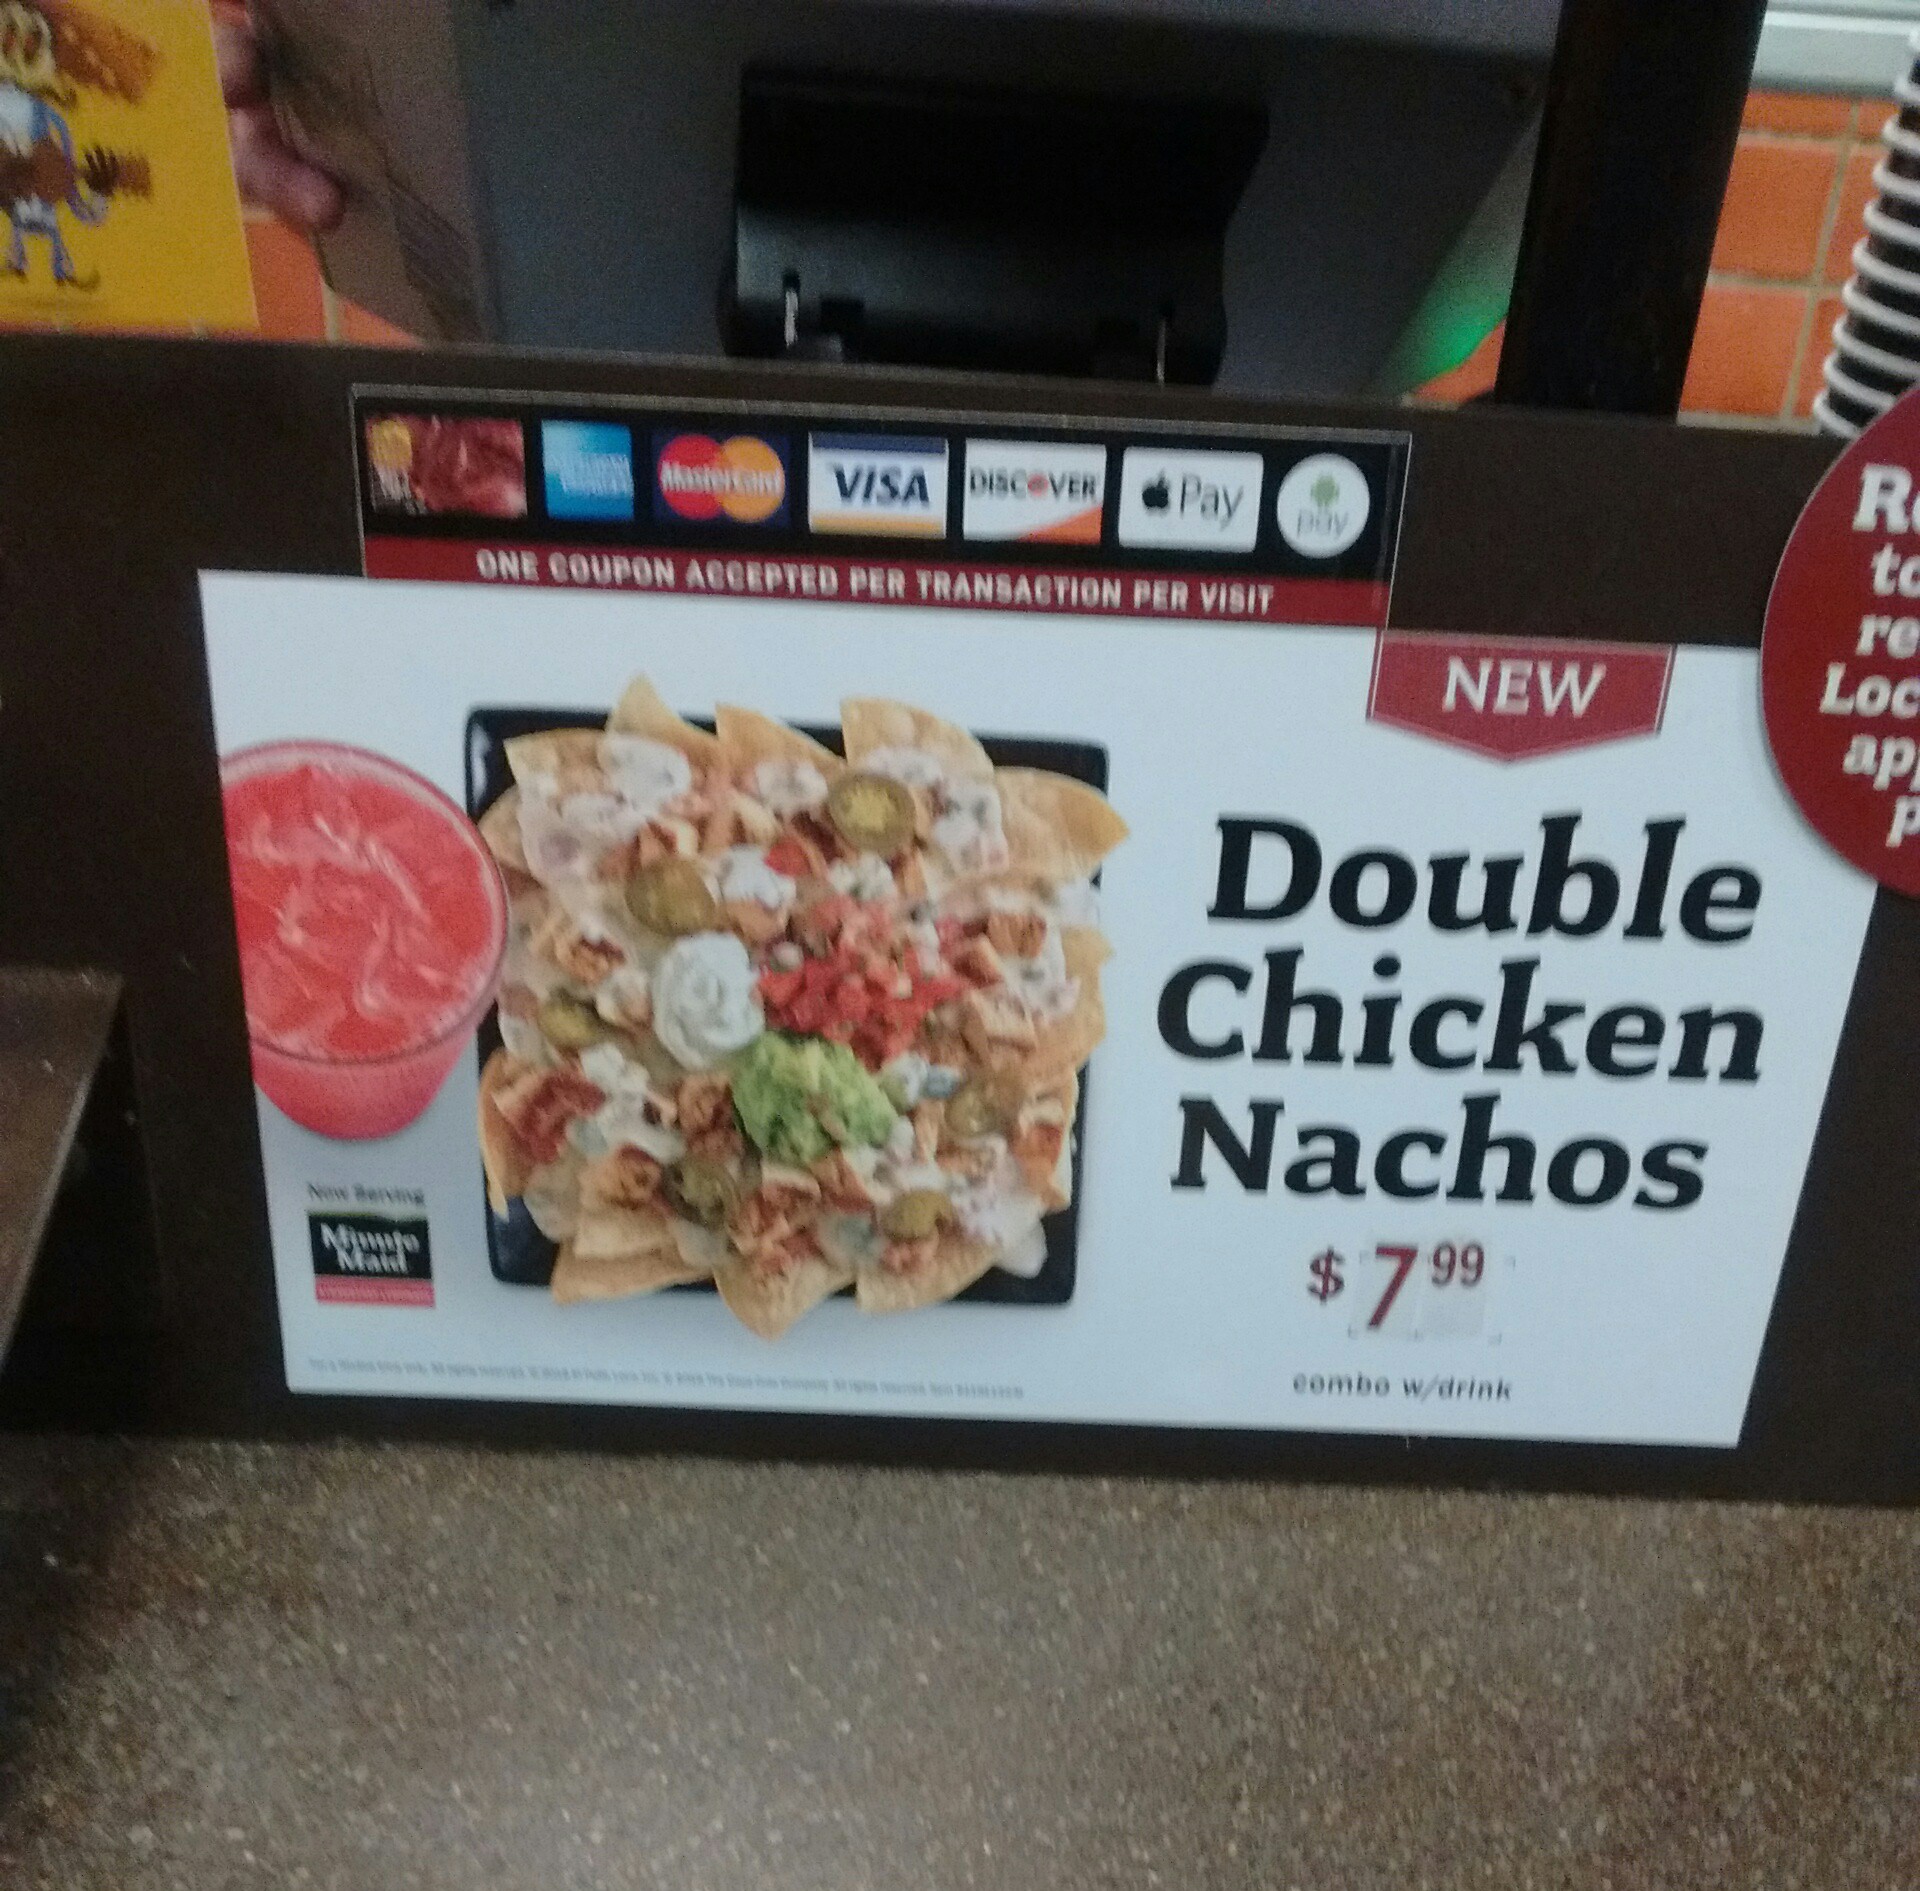 MasterCard
VISA
DISCOVER
Pay
pay
ONE COUPON ACCEPTED PER TRANSACTION PER VISIT
NEW
Double
Chicken
Nachos
$7 99
combo w/drink
Now Serving
Minute
Maid